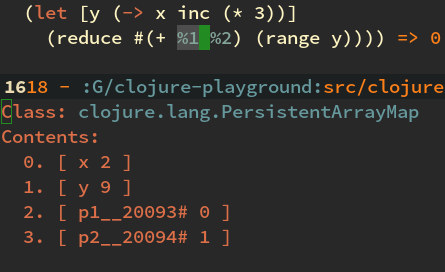 (let [y (-> x inc (* 3))]
(reduce #(+ %1 %2) (range y)))) => 0
1618 - :G/clojure-playground:src/clojure
Class: clojure.lang.PersistentArrayMap
Contents:
0. [ x 2 ]
1. [ y 9 ]
2. [ p1__20093# 0 ]
3. [ p2__20094# 1 ]